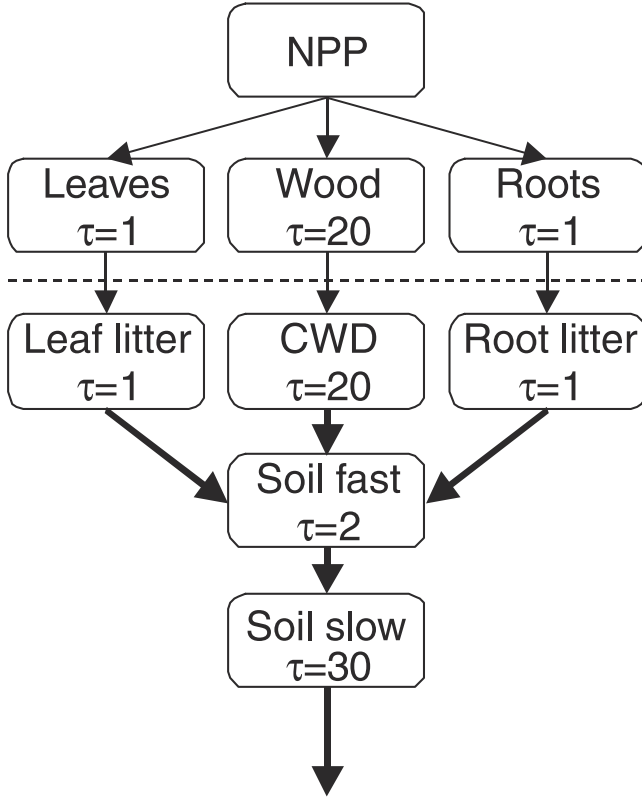 NPP
Leaves
τ=1
Wood
τ=20
Roots
τ=1
Leaf litter
τ=1
CWD
τ=20
Root litter
τ=1
Soil fast
τ=2
Soil slow
τ=30